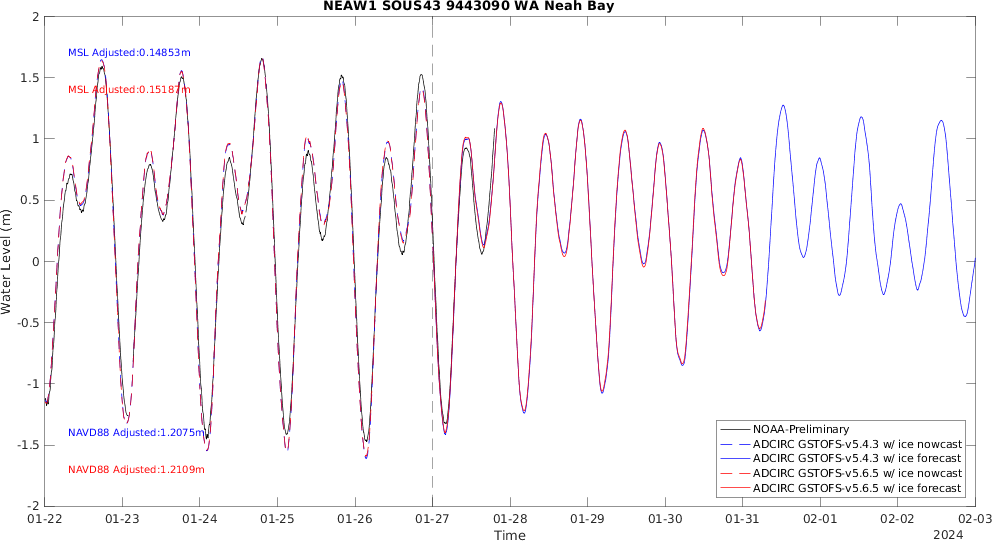 NEAW1 SOUS43 9443090 WA Neah Bay
2
1.5
1
0.5
0
-0.5
-1
-1.5
-2
Water Level (m)
MSL Adjusted:0.14853m
MSL Adjusted:0.15187m
NAVD88 Adjusted:1.2075m
NAVD88 Adjusted:1.2109m
NOAA-Preliminary
ADCIRC GSTOFS-v5.4.3 w/ ice nowcast
ADCIRC GSTOFS-v5.4.3 w/ ice forecast
ADCIRC GSTOFS-v5.6.5 w/ ice nowcast
ADCIRC GSTOFS-v5.6.5 w/ ice forecast
01-22 01-23 01-24 01-25 01-26 01-27 01-28 01-29 01-30 01-31 02-01 02-02 02-03
Time
2024